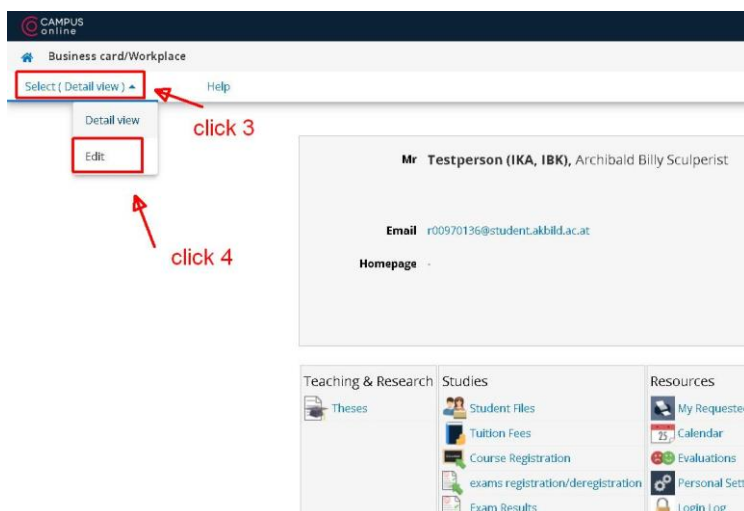 CAMPUS
online
Business card/Workplace
Select ( Detail view )
Help
click 3
Detail view
Edit
click 4
Mr Testperson (IKA, IBK), Archibald Billy Sculperist
Email r00970136@student.akbild.ac.at
Homepage -
Teaching & Research
Theses
Studies
Student Files
Tuition Fees
Course Registration
exams registration/deregistration
Exam Results
Resources
My Requeste
25 Calendar
Evaluations
Personal Sett
Login Log